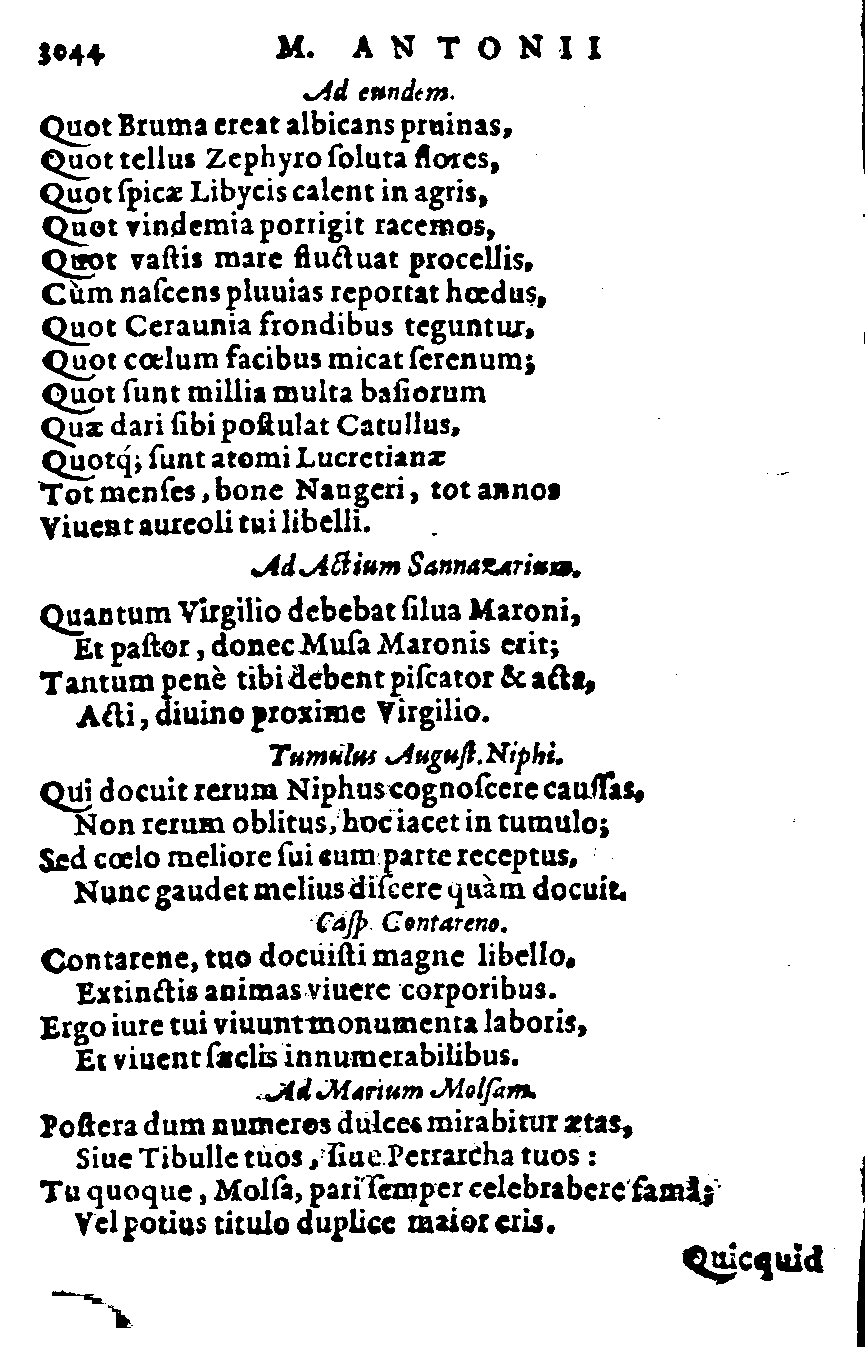 3044 M. ANTONII
Ad eundem.
Quot Bruma creat albicans pruinas,
Quot tellus Zephyro ſoluta flores,
Quot ſpicæ Libycis calent in agris,
Quot vindemia porrigit racemos,
Quot vaſtis mare fluctuat procellis,
Cùm naſcens pluuias reportat hœdus,
Quot Ceraunia frondibus teguntur,
Quot cœlum facibus micat ſerenum;
Quot ſunt millia multa baſiorum
Quæ dari ſibi poſtulat Catullus,
Quotq́; ſunt atomi Lucretianæ
Tot menſes, bone Naugeri, tot annos
Viuent aureoli tui libelli.
Ad Actium Sannazarium.
Quantum Virgilio debebat ſilua Maroni,
Et paſtor, donec Muſa Maronis erit;
Tantum penè tibi debent piſcator & acta,
Acti, diuino proxime Virgilio.
Tumulus Auguſt. Niphi.
Qui docuit rerum Niphus cognoſcere cauſſas,
Non rerum oblitus, hoc iacet in tumulo;
Sed cœlo meliore ſui cum parte receptus,
Nunc gaudet melius diſcere quàm docuit.
Caſp. Contareno.
Contarene, tuo docuiſti magne libello,
Extinctis animas viuere corporibus.
Ergo iure tui viuunt monumenta laboris,
Et viuent ſæclis innumerabilibus.
Ad Marium Molſam.
Poſtera dum numeros dulces mirabitur ætas,
Siue Tibulle tuos, ſiue Petrarcha tuos:
Tu quoque, Molſa, pari ſemper celebrabere famâ;
Vel potius titulo duplice maior eris.
Quicquid